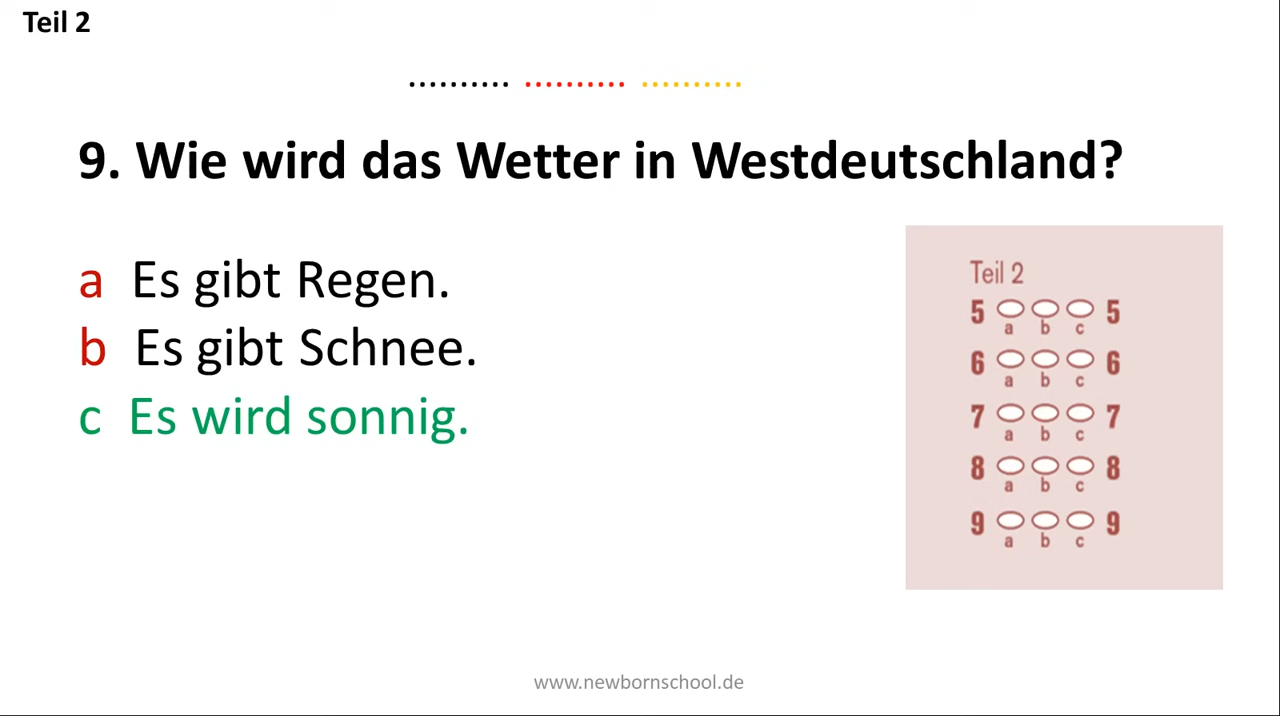 Teil 2
.......... .......... ..........
9. Wie wird das Wetter in Westdeutschland?
a Es gibt Regen.
b Es gibt Schnee.
c Es wird sonnig.
Teil 2
5 5
a b c
6 6
a b c
7 7
a b c
8 8
a b c
9 9
a b c
www.newbornschool.de